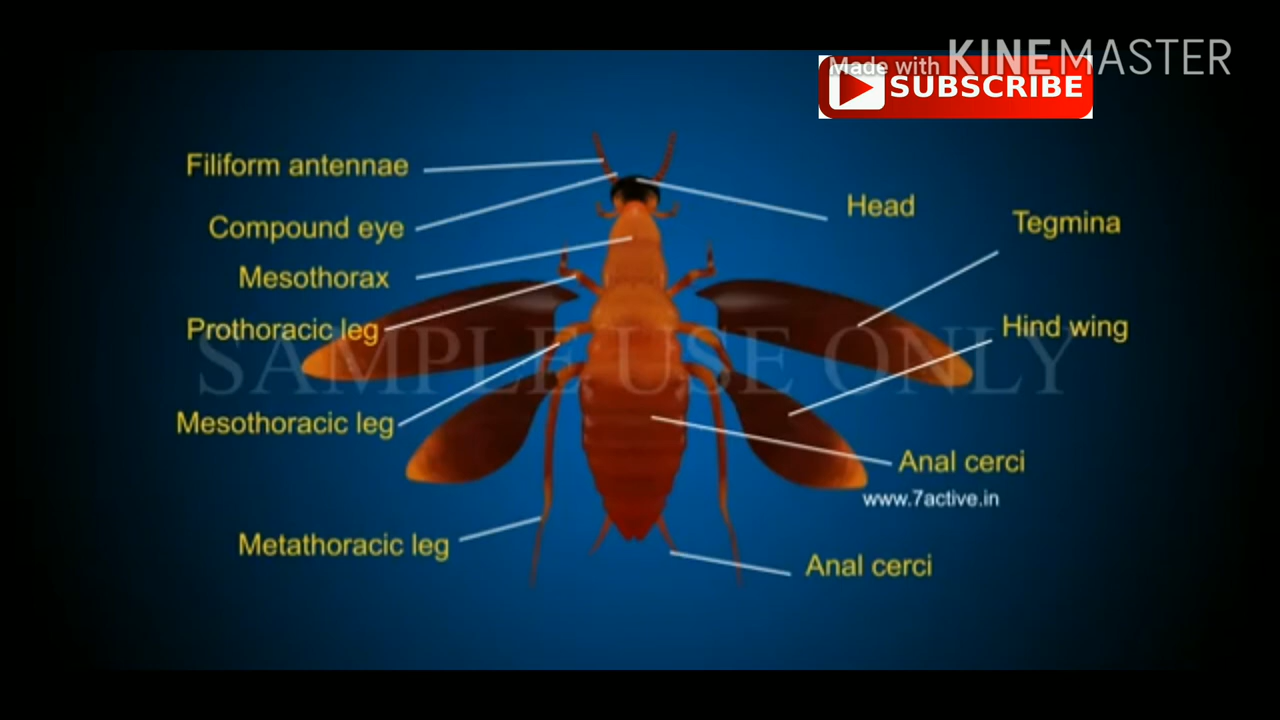 Made with KINEMASTER
SUBSCRIBE
Filiform antennae
Head
Tegmina
Compound eye
Mesothorax
Prothoracic leg
Hind wing
SAMPLE USE ONLY
Mesothoracic leg
Anal cerci
www.7active.in
Metathoracic leg
Anal cerci